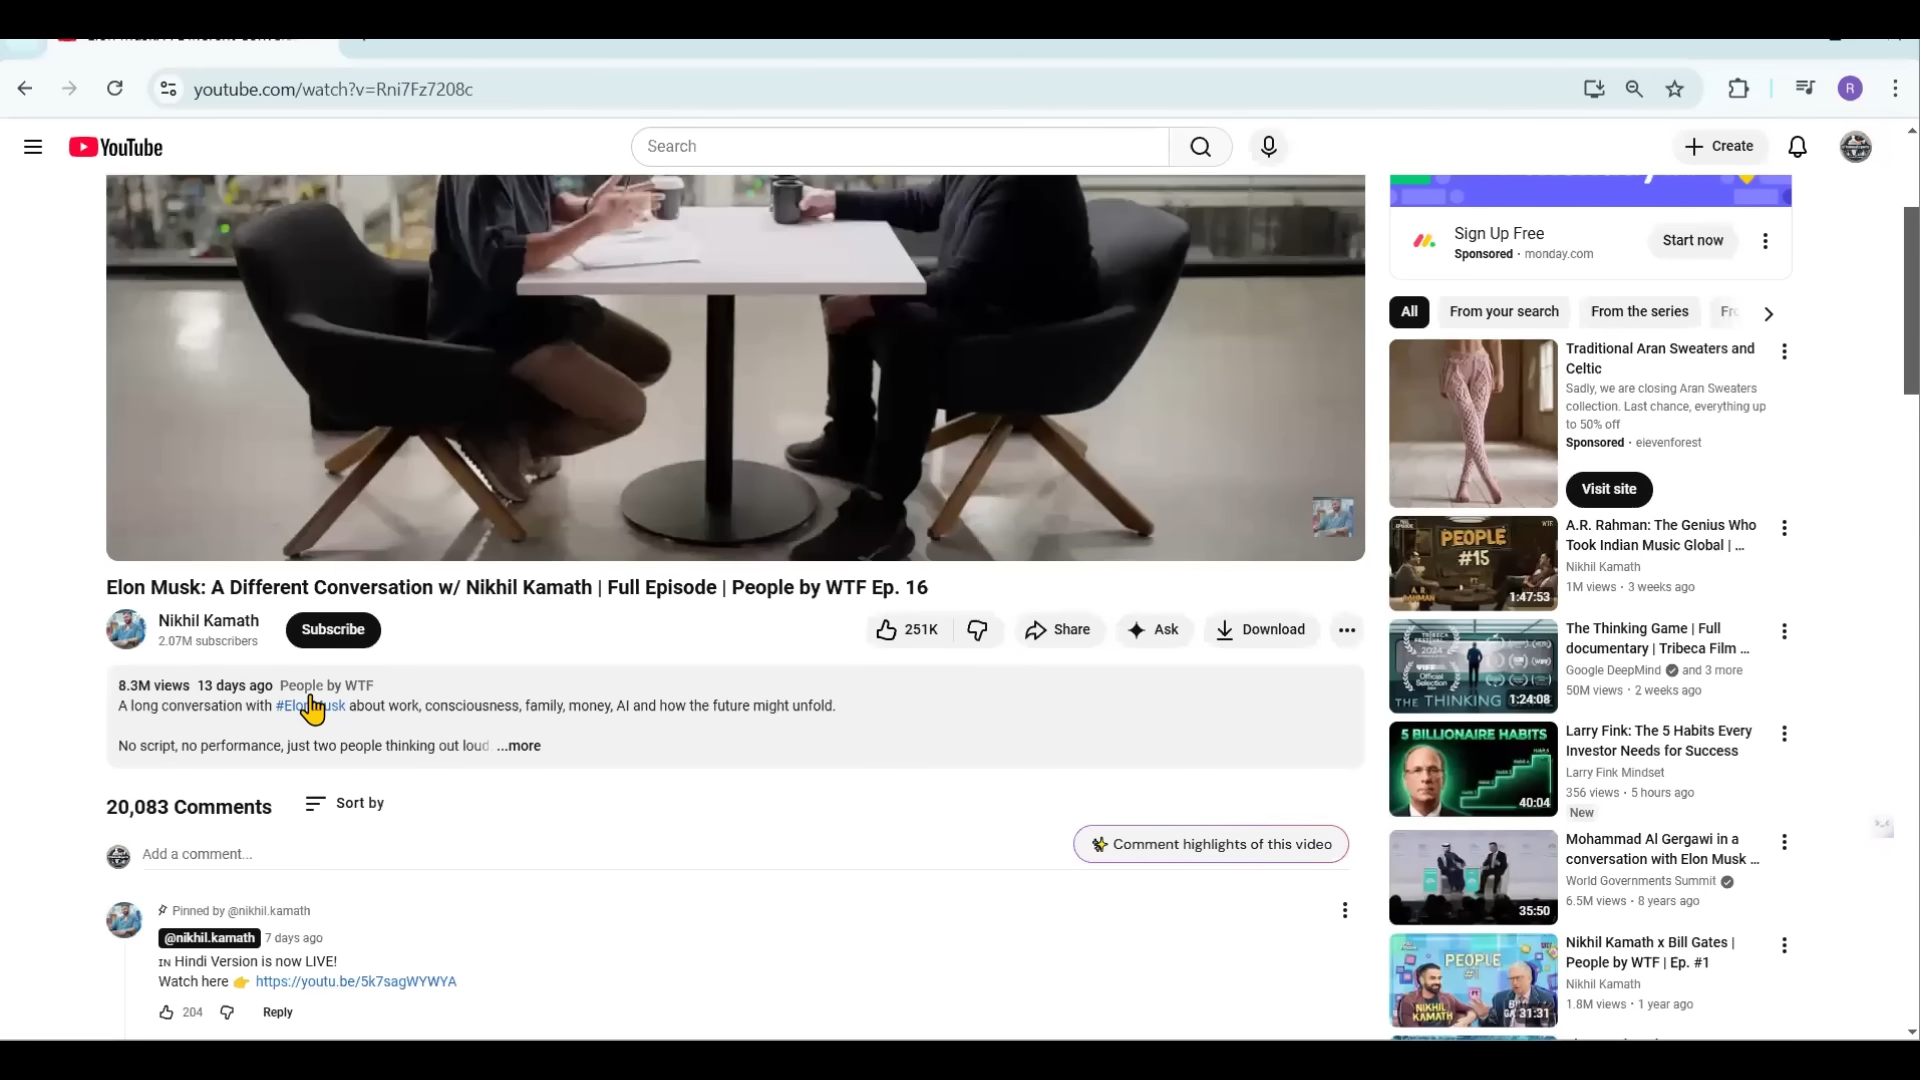 youtube.com/watch?v=Rni7Fz7208c
R
YouTube
Search
Create
Sign Up Free
Sponsored · monday.com
Start now
All
From your search
From the series
Traditional Aran Sweaters and
Celtic
Sadly, we are closing Aran Sweaters
collection. Last chance, everything up
to 50% off
Sponsored · eievenforest
Visit site
PEOPLE
#15
1:47:53
A.R. Rahman: The Genius Who
Took Indian Music Global | ...
Nikhil Kamath
1M views · 3 weeks ago
THE THINKING
1:24:08
The Thinking Game | Full
documentary | Tribeca Film ...
Google DeepMind and 3 more
50M views · 2 weeks ago
5 BILLIONAIRE HABITS
40:04
Larry Fink: The 5 Habits Every
Investor Needs for Success
Larry Fink Mindset
356 views · 5 hours ago
New
35:50
Mohammad Al Gergawi in a
conversation with Elon Musk ...
World Governments Summit
6.5M views · 8 years ago
PEOPLE
#1
NIKHIL
KAMATH
31:31
Nikhil Kamath x Bill Gates |
People by WTF | Ep. #1
Nikhil Kamath
1.8M views · 1 year ago
Elon Musk: A Different Conversation w/ Nikhil Kamath | Full Episode | People by WTF Ep. 16
Nikhil Kamath
2.07M subscribers
Subscribe
251K
Share
Ask
Download
8.3M views 13 days ago People by WTF
A long conversation with #Elon Musk about work, consciousness, family, money, AI and how the future might unfold.
No script, no performance, just two people thinking out loud ...more
20,083 Comments
Sort by
Add a comment...
Comment highlights of this video
Pinned by @nikhil.kamath
@nikhil.kamath 7 days ago
IN Hindi Version is now LIVE!
Watch here 👉 https://youtu.be/5k7sagWYWYA
204
Reply